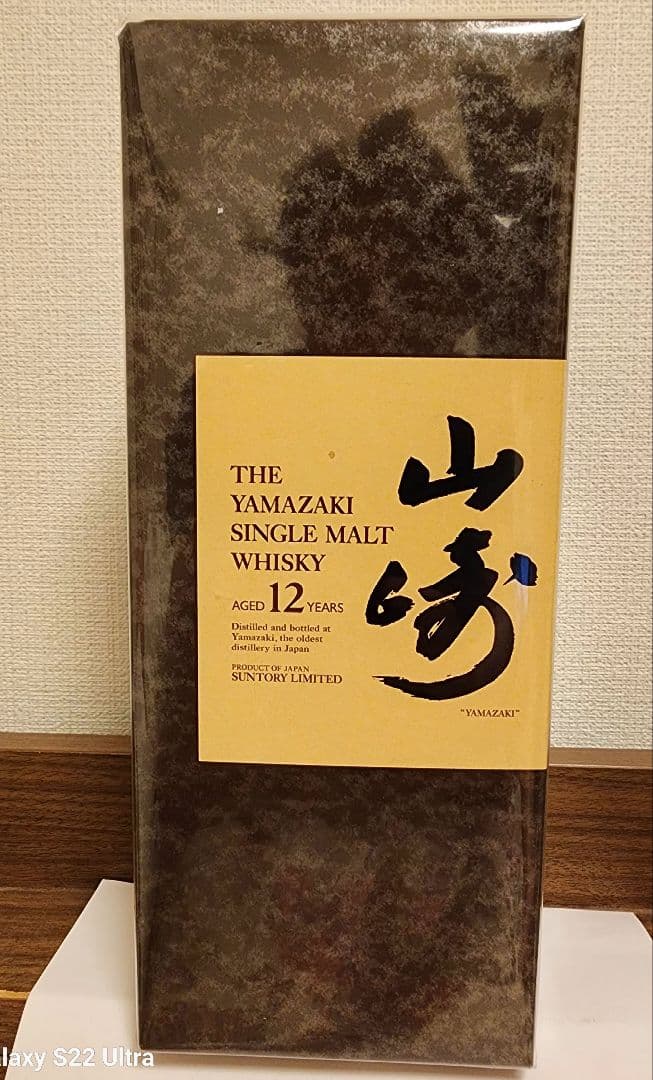 THE
YAMAZAKI
SINGLE MALT
WHISKY
AGED 12 YEARS
Distilled and bottled at
Yamazaki, the oldest
distillery in Japan
PRODUCT OF JAPAN
SUNTORY LIMITED
山
崎
"YAMAZAKI"
laxy S22 Ultra